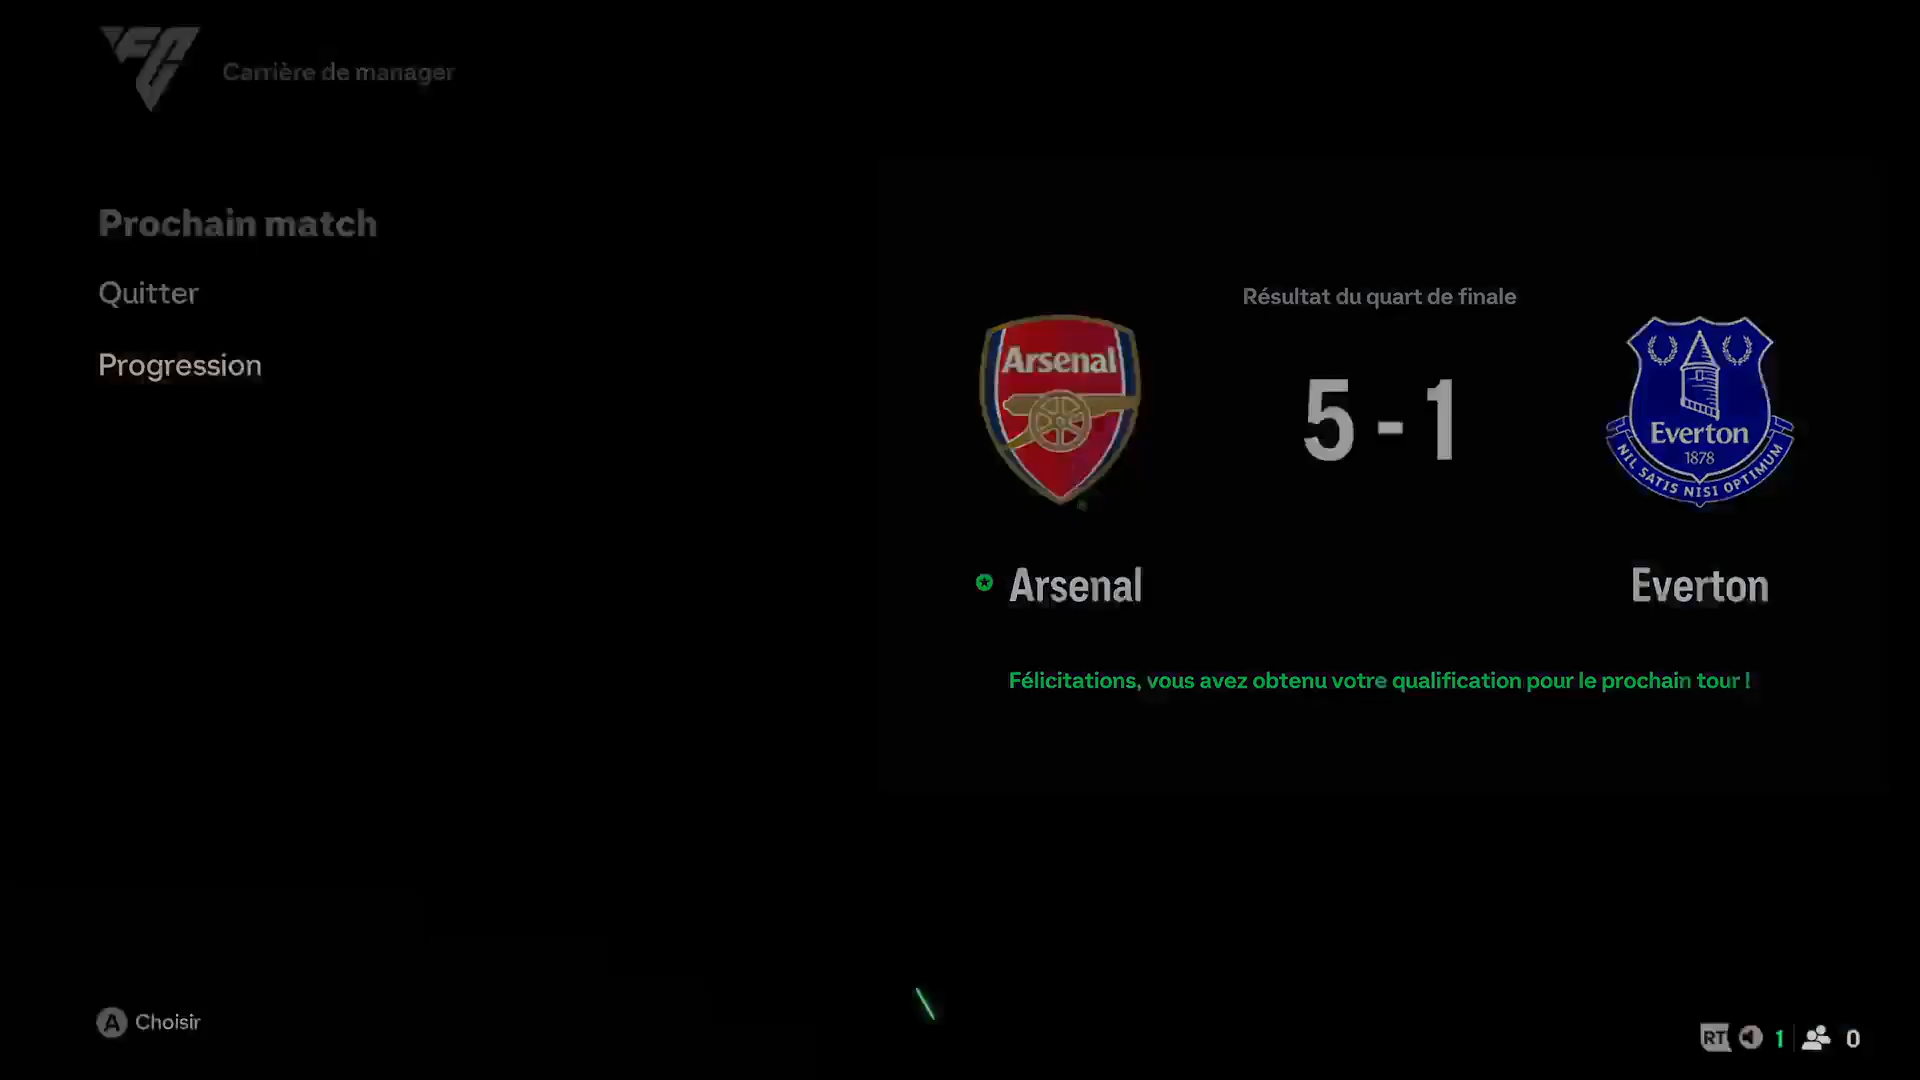 Carrière de manager
Prochain match
Quitter
Progression
Résultat du quart de finale
Arsenal
5 - 1
Everton
1878
NIL SATIS NISI OPTIMUM
Arsenal
Everton
Félicitations, vous avez obtenu votre qualification pour le prochain tour !
A Choisir
RT 1 0